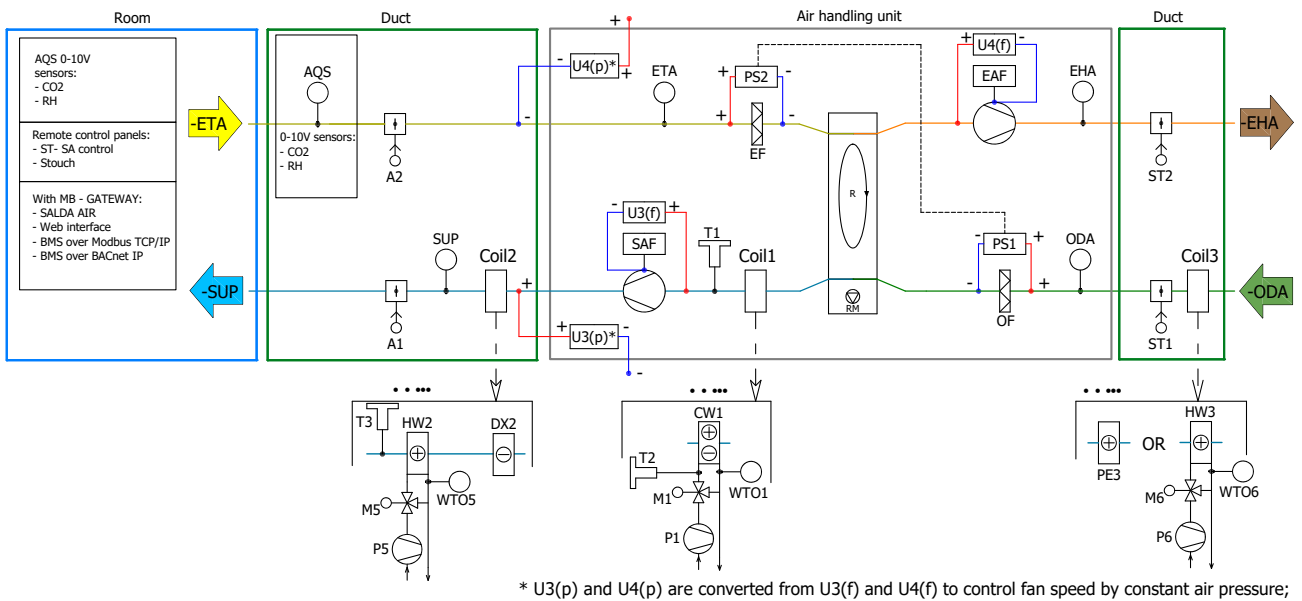 Room
Duct
Air handling unit
Duct
AQS 0-10V
sensors:
- CO2
- RH
Remote control panels:
- ST- SA control
- Stouch
With MB - GATEWAY:
- SALDA AIR
- Web interface
- BMS over Modbus TCP/IP
- BMS over BACnet IP
-ETA
-SUP
AQS
0-10V sensors:
- CO2
- RH
A2
SUP
Coil2
A1
+
-
U4(p)*
+
-
ETA
+
PS2
-
+
-
EF
+
U4(f)
-
EAF
EHA
-
U3(f)
+
SAF
T1
Coil1
R
RM
-
PS1
+
-
+
OF
ODA
+
+
U3(p)*
-
-
ST2
-EHA
Coil3
ST1
-ODA
T3
HW2
DX2
M5
WTO5
P5
CW1
T2
M1
WTO1
P1
PE3
OR
HW3
M6
WTO6
P6
* U3(p) and U4(p) are converted from U3(f) and U4(f) to control fan speed by constant air pressure;